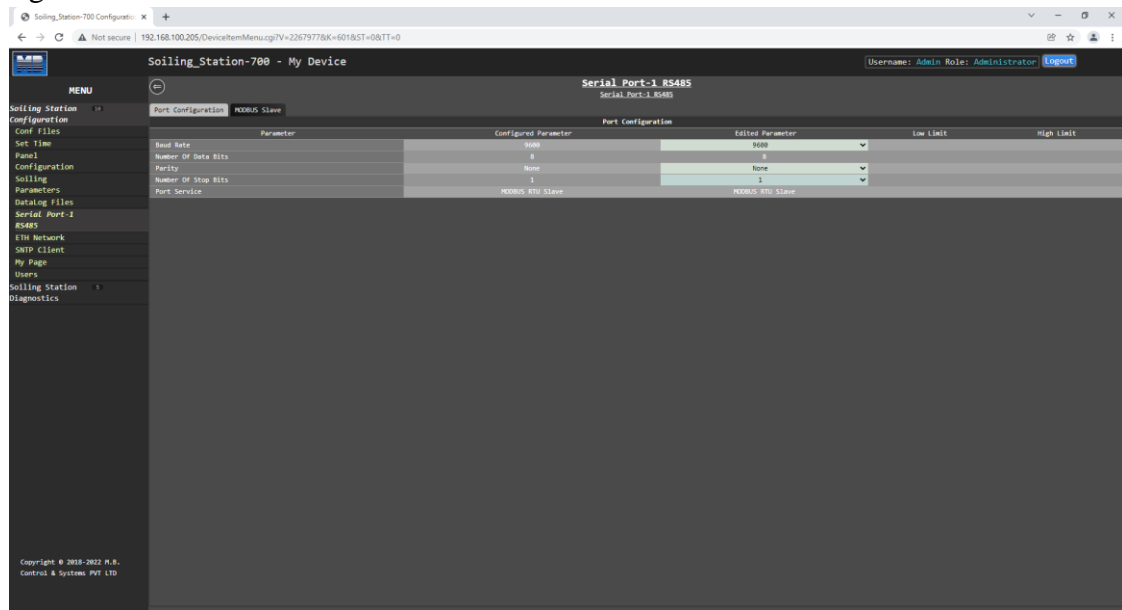 Soiling_Station-700 Configuratio
Not secure | 192.168.100.205/DeviceItemMenu.cgi?V=2267977&K=601&ST=0&TT=0
Soiling_Station-700 - My Device
Username: Admin Role: Administrator Logout
MENU
Serial Port-1 RS485
Serial Port-1 RS485
Soiling Station
Configuration
Conf Files
Set Time
Panel
Configuration
Soiling
Parameters
DataLog Files
Serial Port-1
RS485
ETH Network
SNTP Client
My Page
Users
Soiling Station
Diagnostics
Port Configuration MODBUS Slave
Port Configuration
Parameter Configured Parameter Edited Parameter Low Limit High Limit
Baud Rate 9600 9600
Number Of Data Bits 8 8
Parity None None
Number Of Stop Bits 1 1
Port Service MODBUS RTU Slave MODBUS RTU Slave
Copyright © 2018-2022 M.B.
Control & Systems PVT LTD